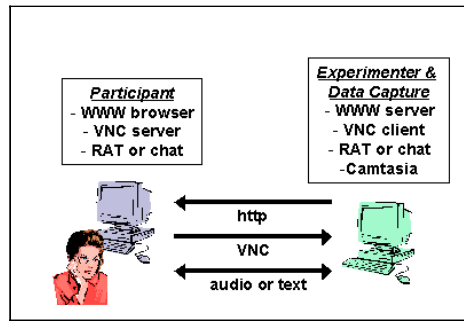 Participant
- WWW browser
- VNC server
- RAT or chat
Experimenter &
Data Capture
- WWW server
- VNC client
- RAT or chat
-Camtasia
http
VNC
audio or text